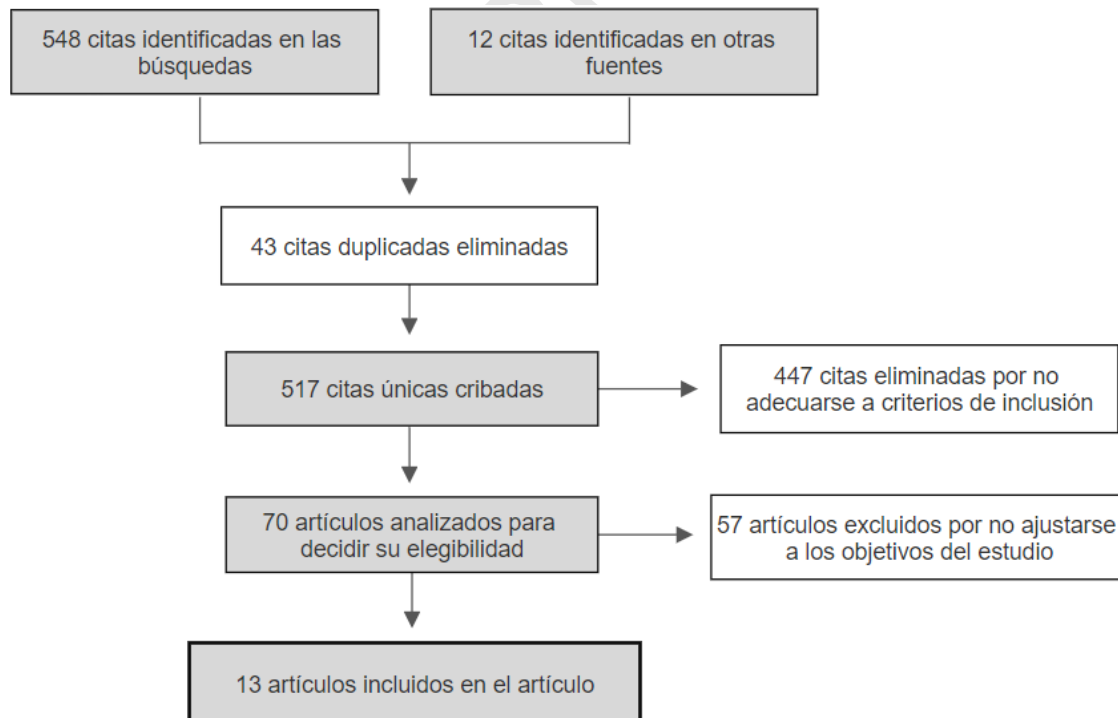 548 citas identificadas en las
búsquedas
12 citas identificadas en otras
fuentes
43 citas duplicadas eliminadas
517 citas únicas cribadas
447 citas eliminadas por no
adecuarse a criterios de inclusión
70 artículos analizados para
decidir su elegibilidad
57 artículos excluidos por no ajustarse
a los objetivos del estudio
13 artículos incluidos en el artículo